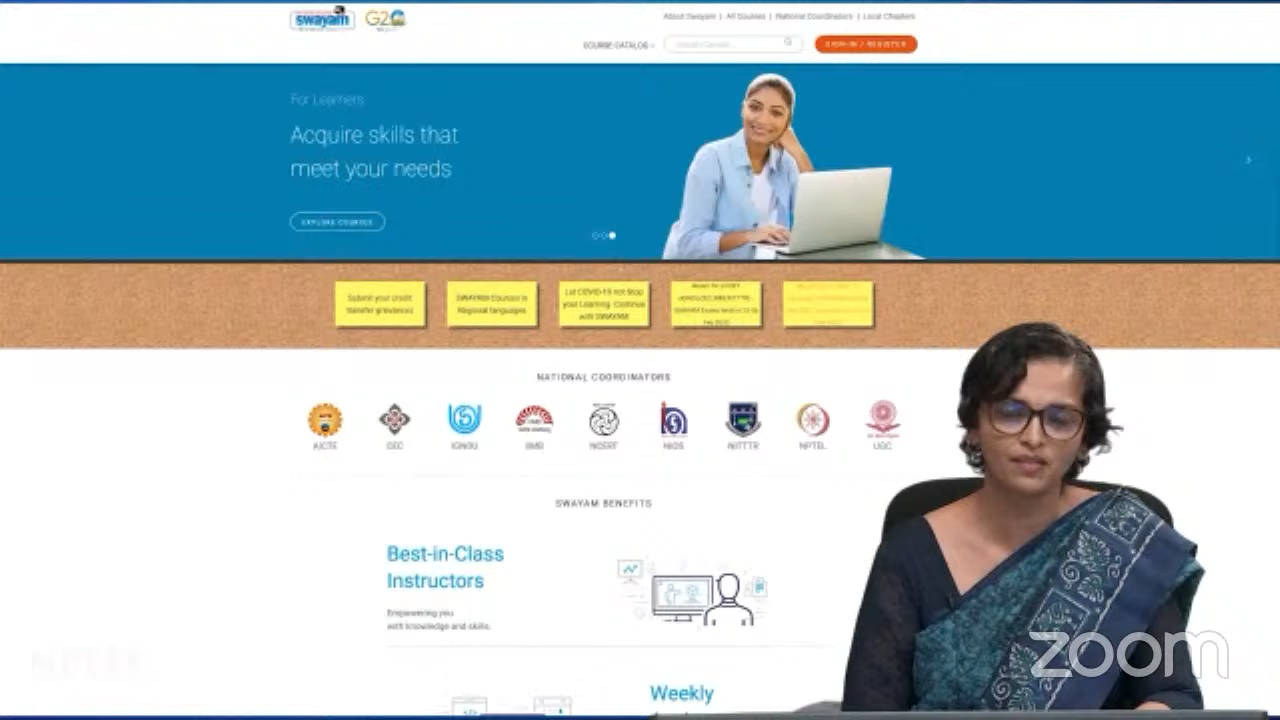 swayam
G20
About Swayam | All Courses | National Coordinators | Local Chapters
COURSE CATALOG
SIGN-IN / REGISTER
For Learners
Acquire skills that
meet your needs
EXPLORE COURSES
Submit your credit
transfer grievances
SWAYAM Courses in
Regional languages
Let COVID-19 not Stop
your Learning. Continue
with SWAYAM!
NATIONAL COORDINATORS
AICTE
CEC
IGNOU
IIMB
NCERT
NIOS
NITTTR
NPTEL
UGC
SWAYAM BENEFITS
Best-in-Class
Instructors
Empowering you
with knowledge and skills.
Weekly
zoom